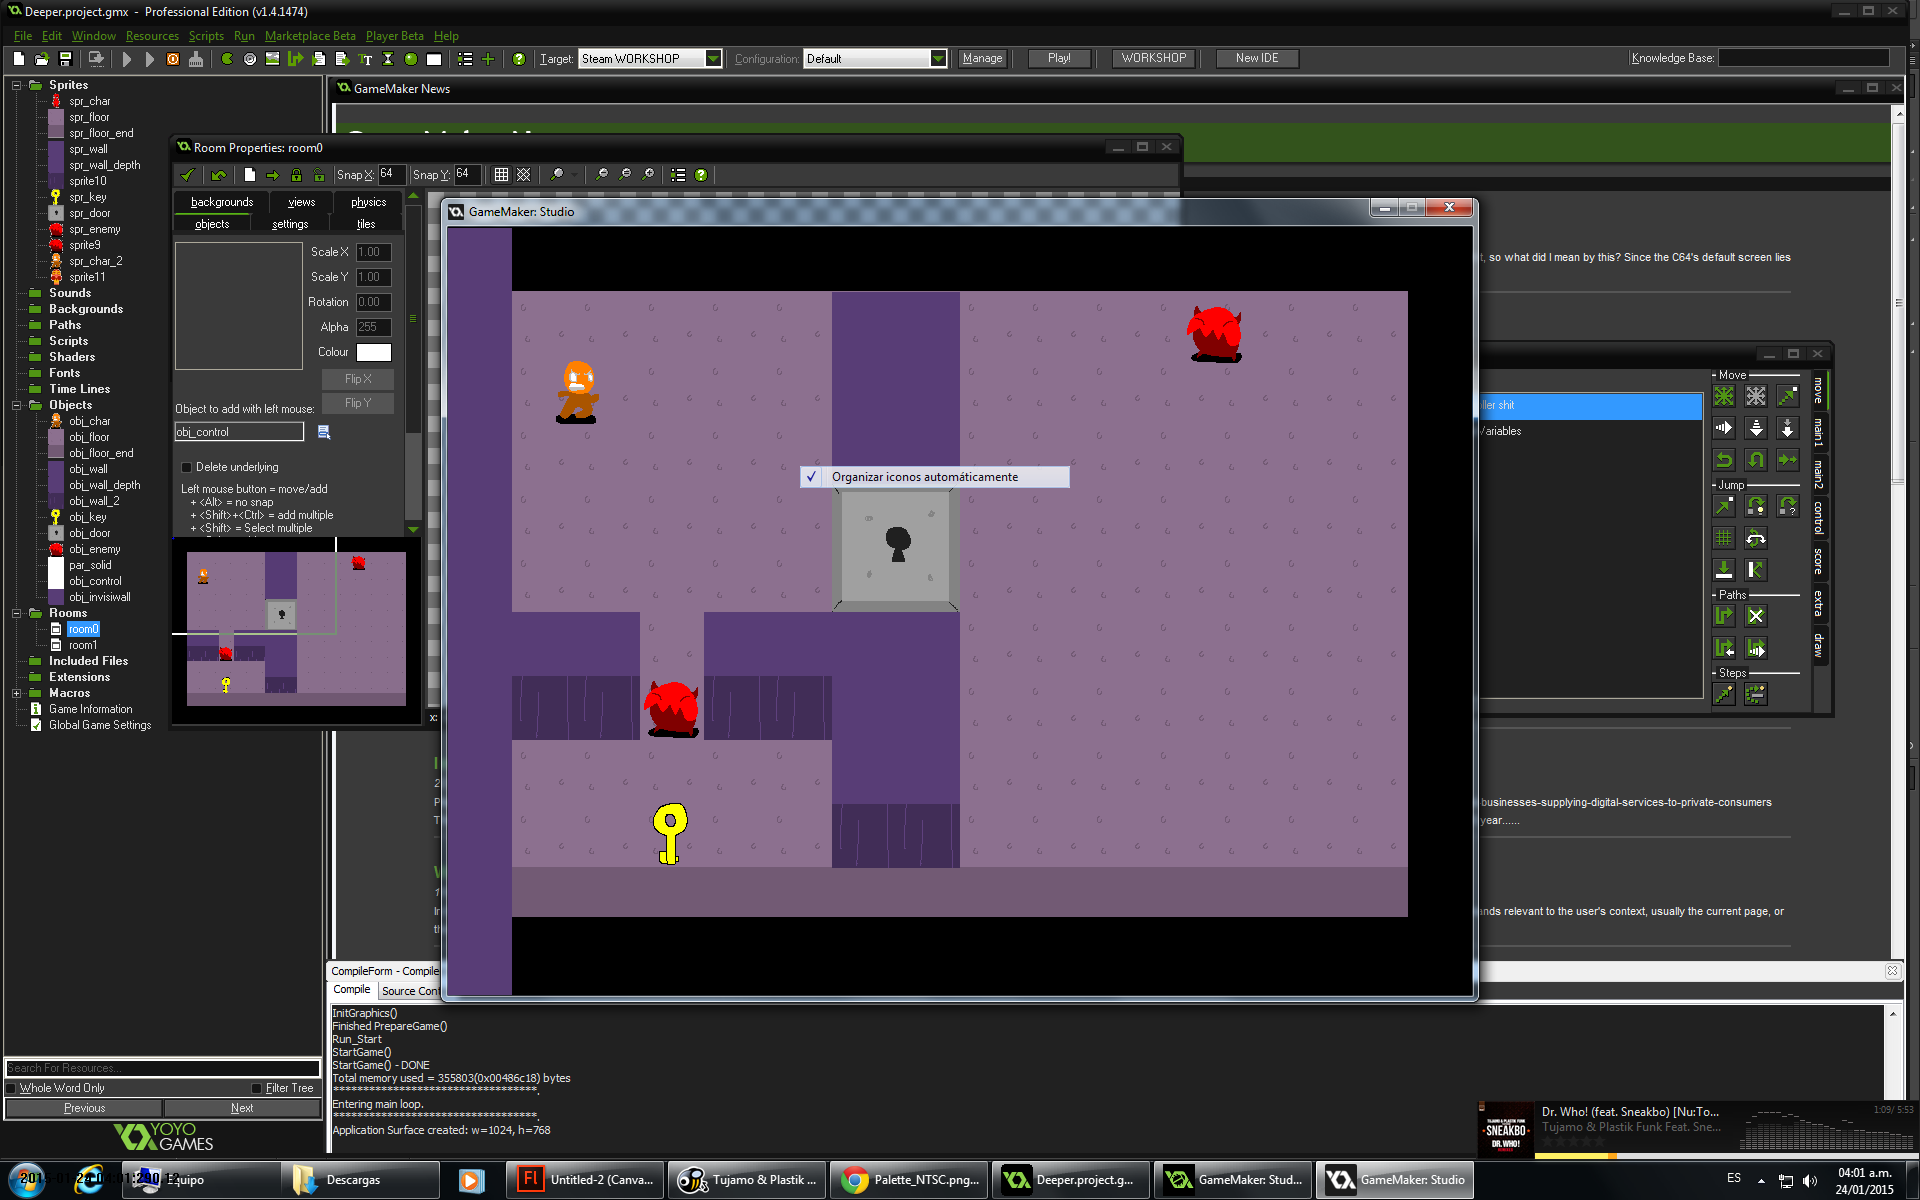 Deeper.project.gmx - Professional Edition (v1.4.1474)
File Edit Window Resources Scripts Run Marketplace Beta Player Beta Help
Target: Steam WORKSHOP Configuration: Default Manage Play! WORKSHOP New IDE Knowledge Base:
Sprites
spr_char
spr_floor
spr_floor_end
spr_wall
spr_wall_depth
sprite10
spr_key
spr_door
spr_enemy
sprite9
spr_char_2
sprite11
Sounds
Backgrounds
Paths
Scripts
Shaders
Fonts
Time Lines
Objects
obj_char
obj_floor
obj_floor_end
obj_wall
obj_wall_depth
obj_wall_2
obj_key
obj_door
obj_enemy
par_solid
obj_control
obj_invisiwall
Rooms
room0
room1
Included Files
Extensions
Macros
Game Information
Global Game Settings
Search For Resources...
Whole Word Only Filter Tree
Previous Next
YOYO
GAMES
GameMaker News
Room Properties: room0
Snap X: 64 Snap Y: 64
backgrounds views physics
objects settings tiles
Scale X 1.00
Scale Y 1.00
Rotation 0.00
Alpha 255
Colour
Flip X
Flip Y
Object to add with left mouse:
obj_control
Delete underlying
Left mouse button = move/add
+ <Alt> = no snap
+ <Shift>+<Ctrl> = add multiple
+ <Shift> = Select multiple
x:
GameMaker: Studio
Organizar iconos automáticamente
, so what did I mean by this? Since the C64's default screen lies
ller shit
Variables
Move
Jump
Paths
Steps
move
main1
main2
control
score
extra
draw
businesses-supplying-digital-services-to-private-consumers
year......
ands relevant to the user's context, usually the current page, or
CompileForm - Compile
Compile Source Cont
InitGraphics()
Finished PrepareGame()
Run_Start
StartGame()
StartGame() - DONE
Total memory used = 355803(0x00486c18) bytes
Entering main loop.
Application Surface created: w=1024, h=768
Dr. Who! (feat. Sneakbo) [Nu:To... 1:09/ 5:53
Tujamo & Plastik Funk Feat. Sne...
SNEAKBO
DR. WHO!
Equipo
Descargas
Untitled-2 (Canva...
Tujamo & Plastik ...
Palette_NTSC.png...
Deeper.project.g...
GameMaker: Stud...
GameMaker: Studio
ES
04:01 a.m.
24/01/2015